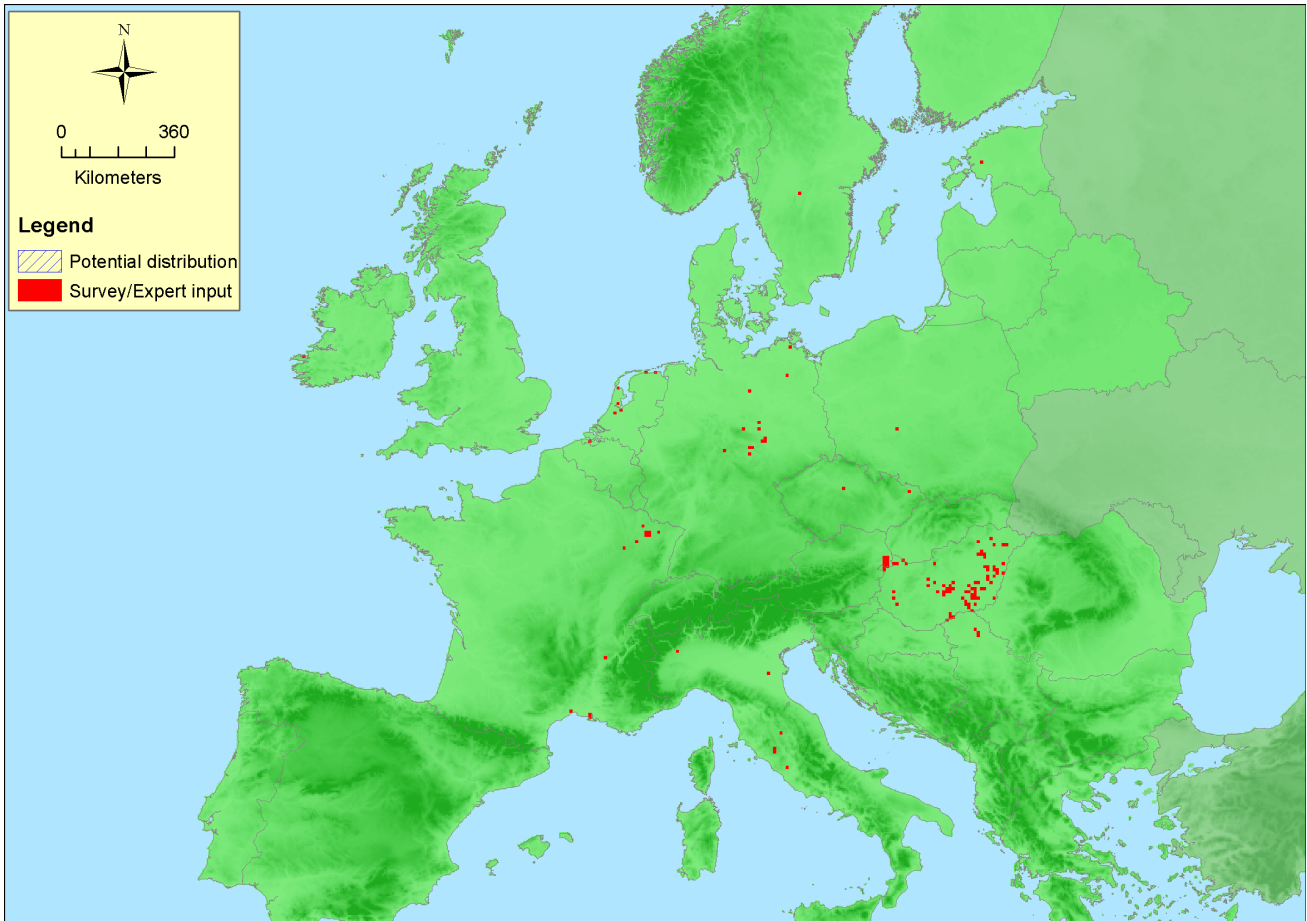 N
0 360
Kilometers
Legend
Potential distribution
Survey/Expert input